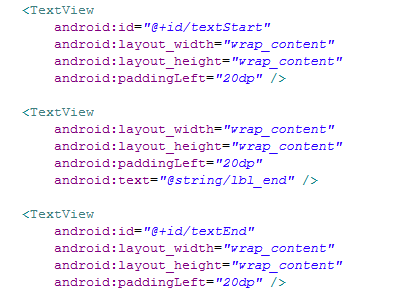 <TextView
android:id="@+id/textStart"
android:layout_width="wrap_content"
android:layout_height="wrap_content"
android:paddingLeft="20dp" />
<TextView
android:layout_width="wrap_content"
android:layout_height="wrap_content"
android:paddingLeft="20dp"
android:text="@string/lbl_end" />
<TextView
android:id="@+id/textEnd"
android:layout_width="wrap_content"
android:layout_height="wrap_content"
android:paddingLeft="20dp" />